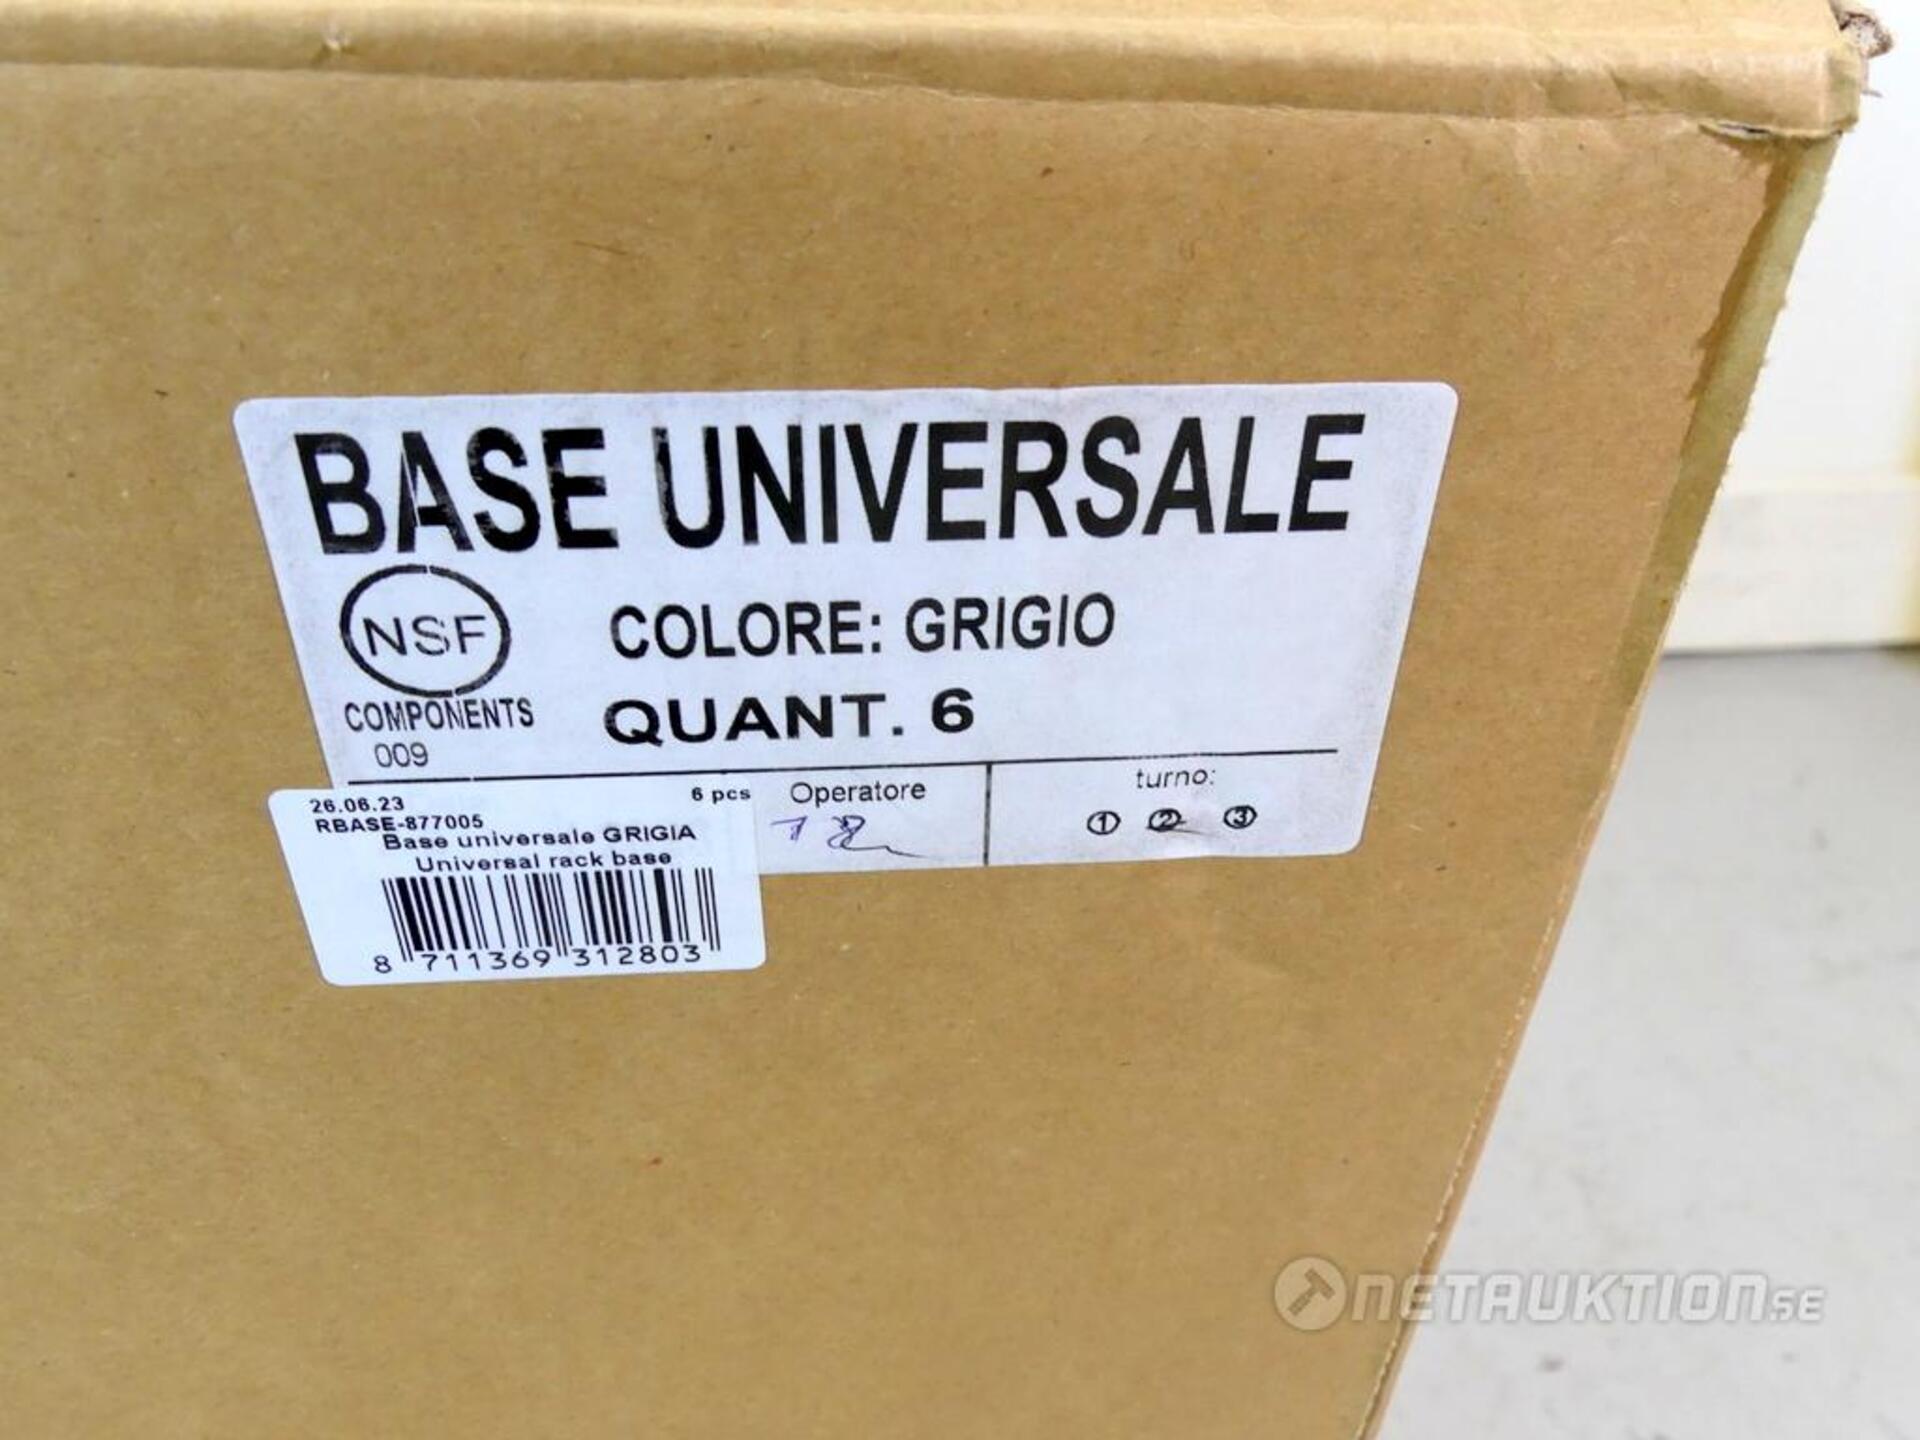 BASE UNIVERSALE
NSF
COLORE: GRIGIO
COMPONENTS
QUANT. 6
009
26.06.23 6 pcs
RBASE-877005
Base universale GRIGIA
Universal rack base
8 711369 312803
Operatore
turno:
1 2 3
NETAUKTION.SE